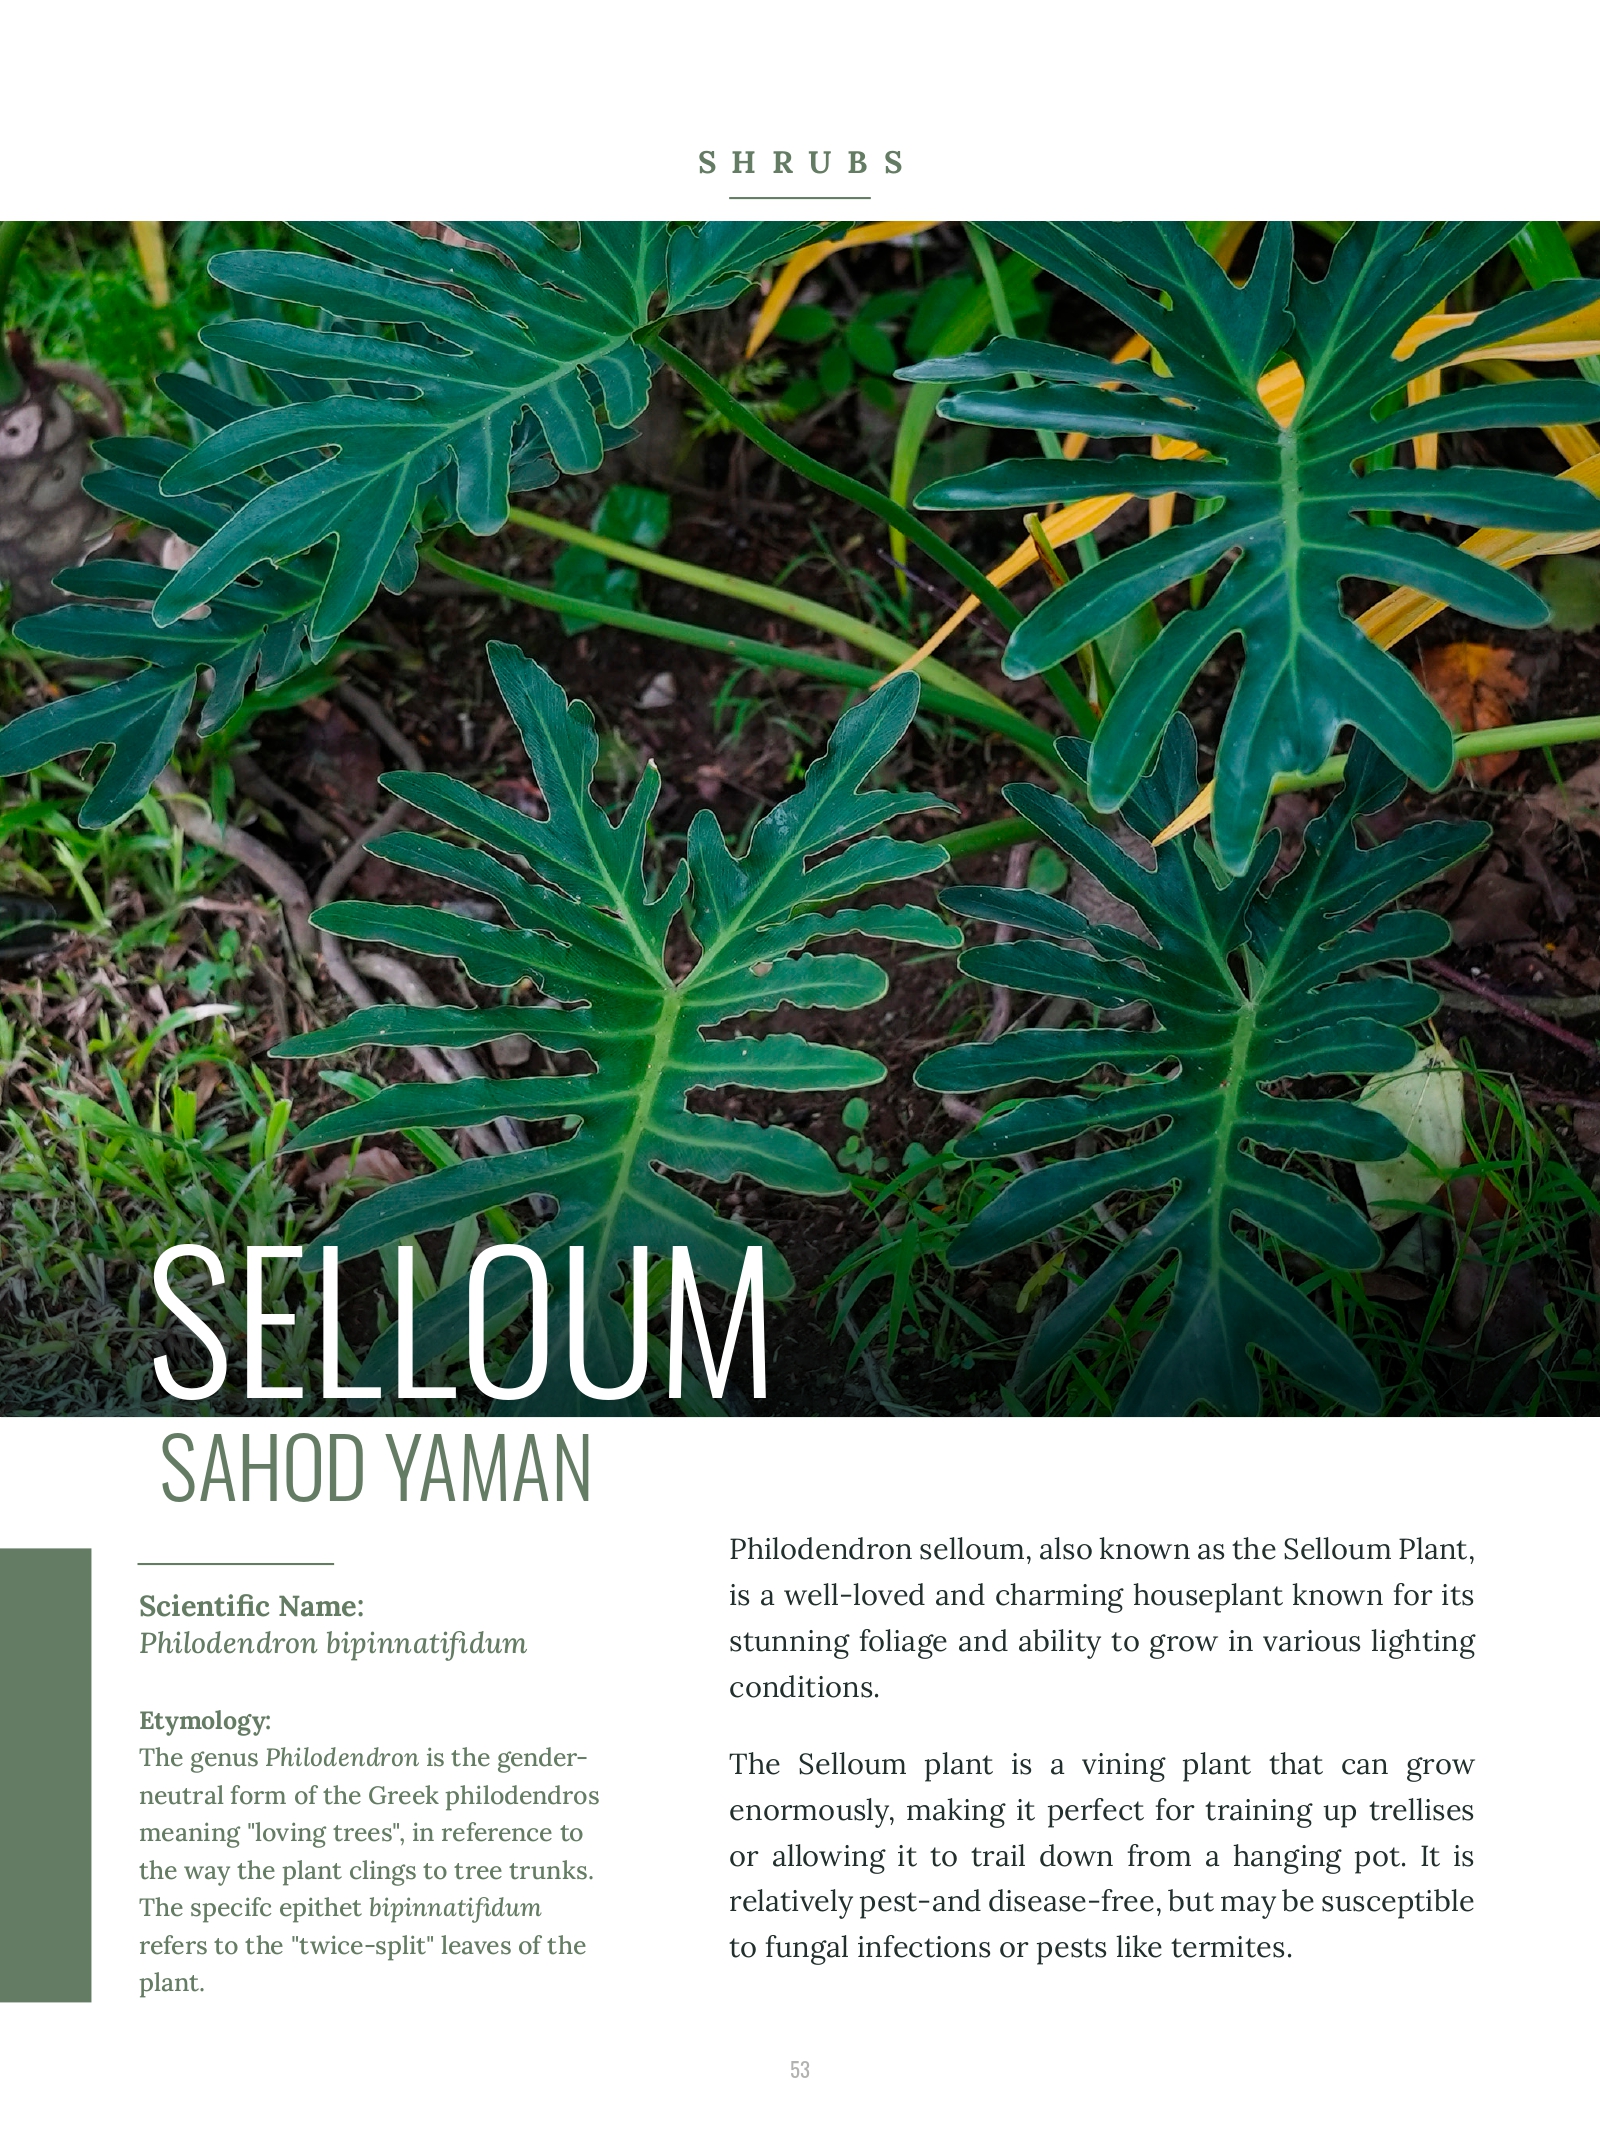 SHRUBS
SELLOUM
SAHOD YAMAN
Scientific Name:
Philodendron bipinnatifidum
Etymology:
The genus Philodendron is the gender-
neutral form of the Greek philodendros
meaning "loving trees", in reference to
the way the plant clings to tree trunks.
The specifc epithet bipinnatifidum
refers to the "twice-split" leaves of the
plant.
Philodendron selloum, also known as the Selloum Plant,
is a well-loved and charming houseplant known for its
stunning foliage and ability to grow in various lighting
conditions.
The Selloum plant is a vining plant that can grow
enormously, making it perfect for training up trellises
or allowing it to trail down from a hanging pot. It is
relatively pest-and disease-free, but may be susceptible
to fungal infections or pests like termites.
53